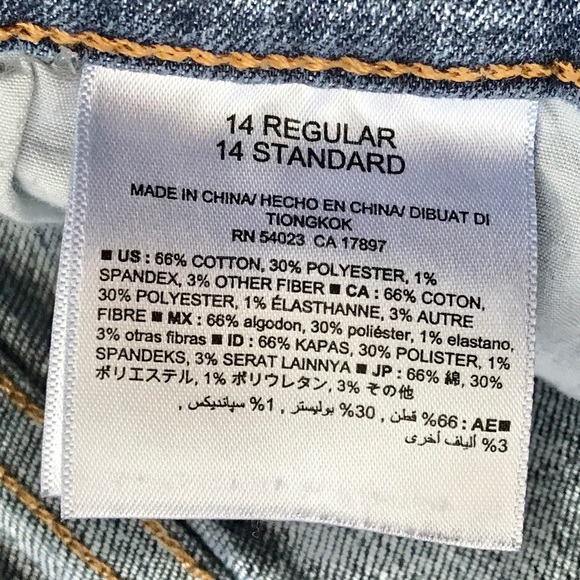 14 REGULAR
14 STANDARD
MADE IN CHINA/ HECHO EN CHINA/ DIBUAT DI
TIONGKOK
RN 54023 CA 17897
■ US : 66% COTTON, 30% POLYESTER, 1%
SPANDEX, 3% OTHER FIBER ■ CA : 66% COTON,
30% POLYESTER, 1% ÉLASTHANNE, 3% AUTRE
FIBRE ■ MX : 66% algodon, 30% poliéster, 1% elastano,
3% otras fibras ■ ID : 66% KAPAS, 30% POLISTER, 1%
SPANDEKS, 3% SERAT LAINNYA ■ JP : 66% 綿, 30%
ポリエステル, 1% ポリウレタン, 3% その他
■AE : 66% قطن , 30% بوليستر , 1% سپانديكس ,
3% ألياف أخرى